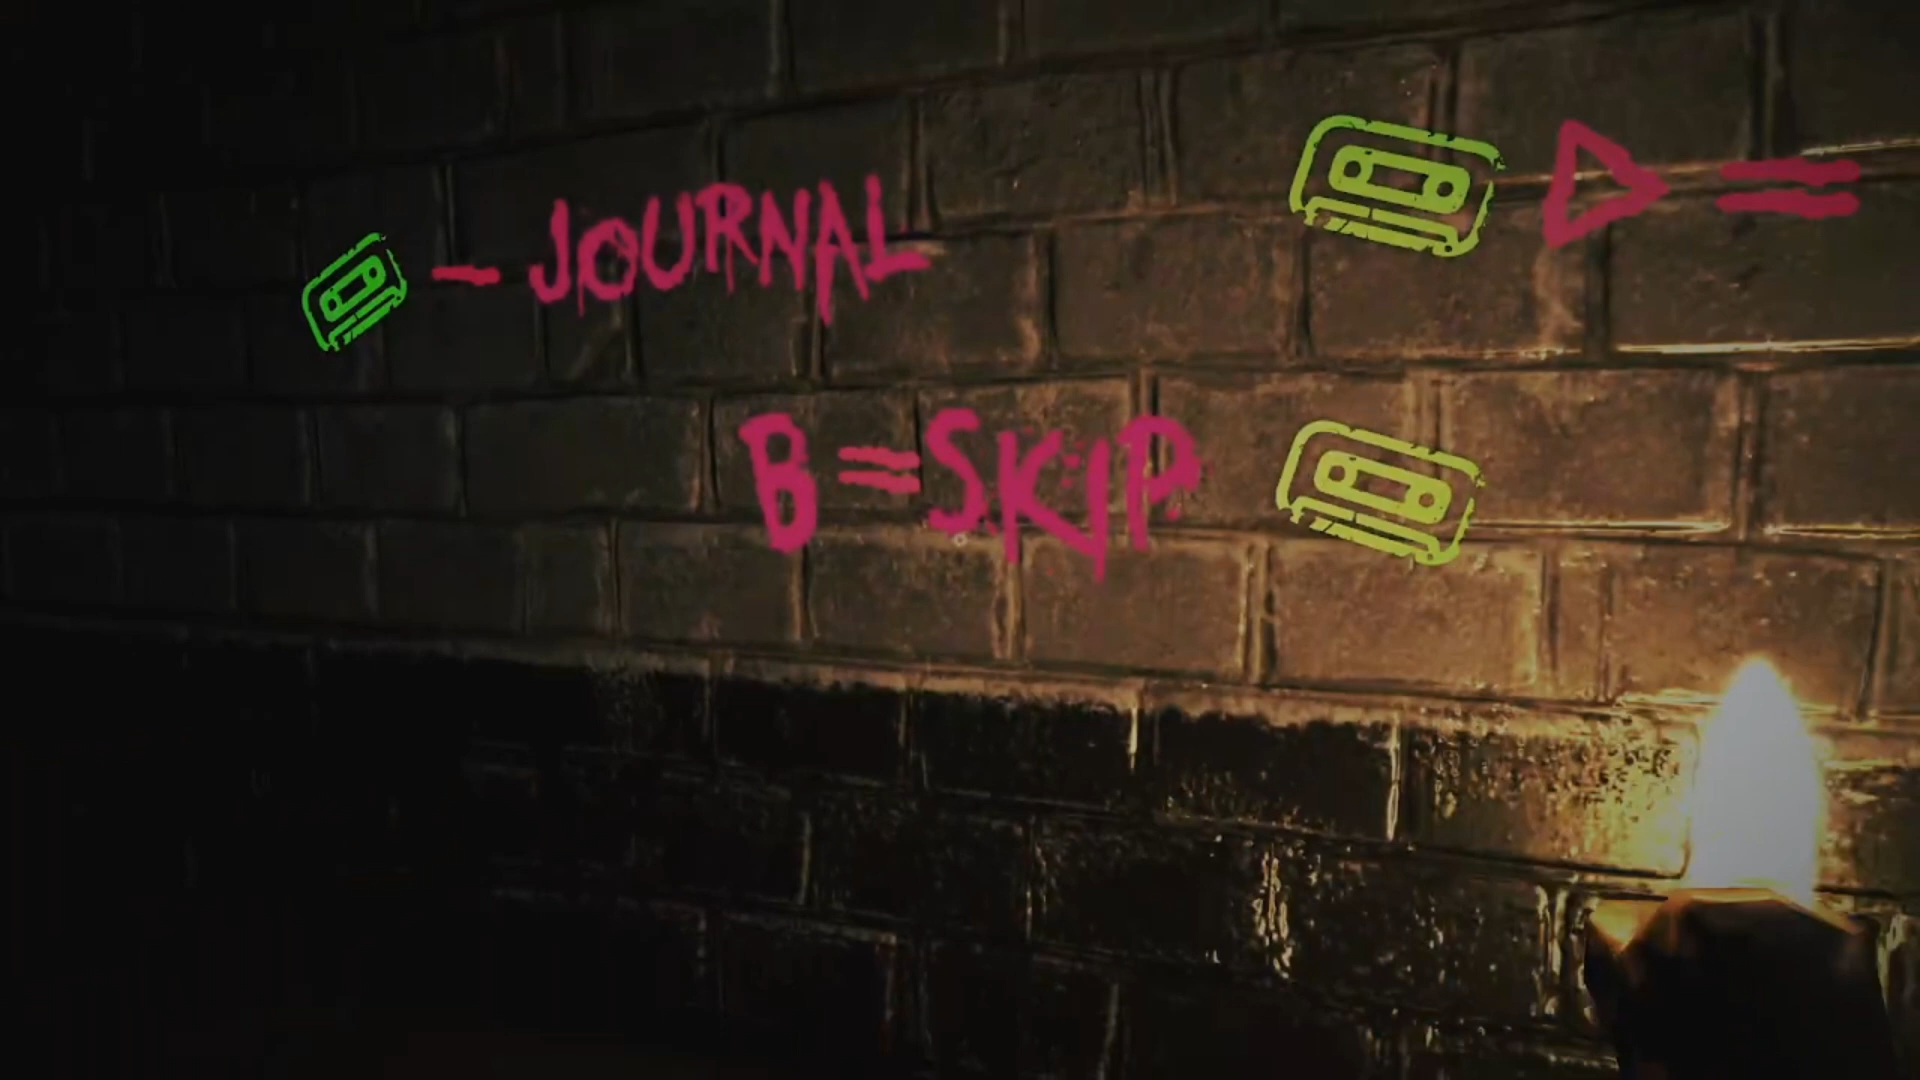 - JOURNAL
=
B = SKIP